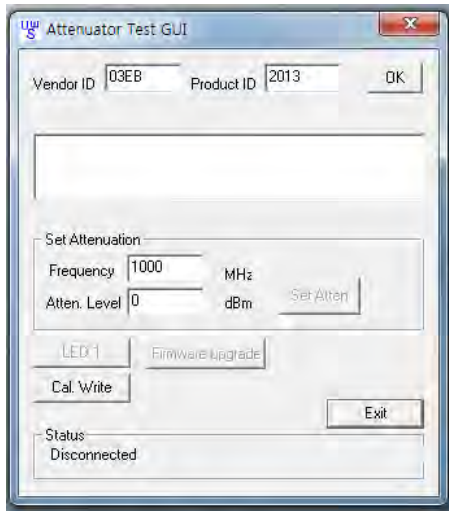 UW
S Attenuator Test GUI
Vendor ID 03EB Product ID 2013 OK
Set Attenuation
Frequency 1000 MHz
Atten. Level 0 dBm Set Atten
LED 1 Firmware upgrade
Cal. Write
Exit
Status
Disconnected